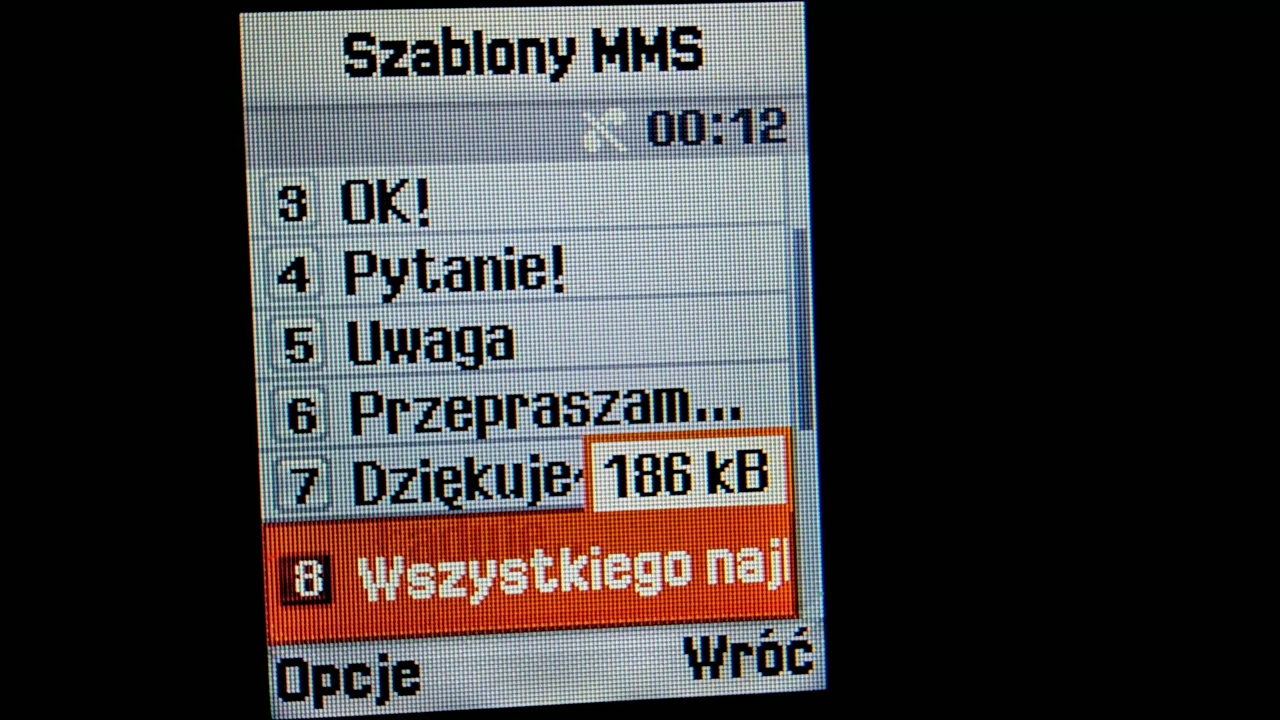 Szablony MMS
00:12
3 OK!
4 Pytanie!
5 Uwaga
6 Przepraszam...
7 Dziękuję
186 kB
8 Wszystkiego naj
Opcje Wróć